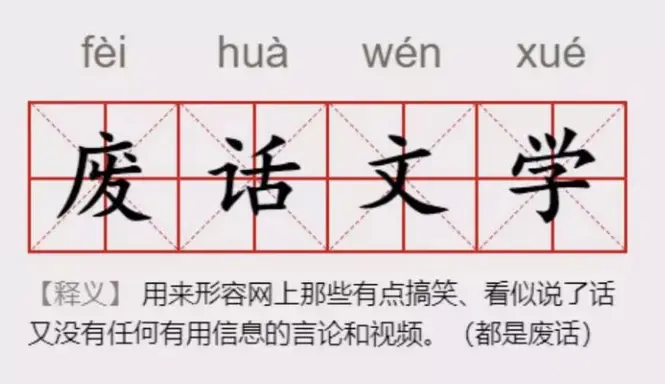 fèi huà wén xué
废话文学
【释义】 用来形容网上那些有点搞笑、看似说了话
又没有任何有用信息的言论和视频。（都是废话）